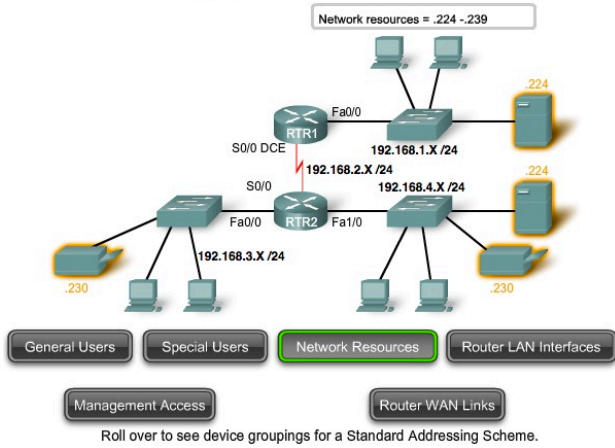 Network resources = .224 -.239
.224
Fa0/0
RTR1
S0/0 DCE
192.168.1.X /24
192.168.2.X /24
192.168.4.X /24
.224
S0/0
Fa0/0
RTR2
Fa1/0
192.168.3.X /24
.230
.230
General Users
Special Users
Network Resources
Router LAN Interfaces
Management Access
Router WAN Links
Roll over to see device groupings for a Standard Addressing Scheme.